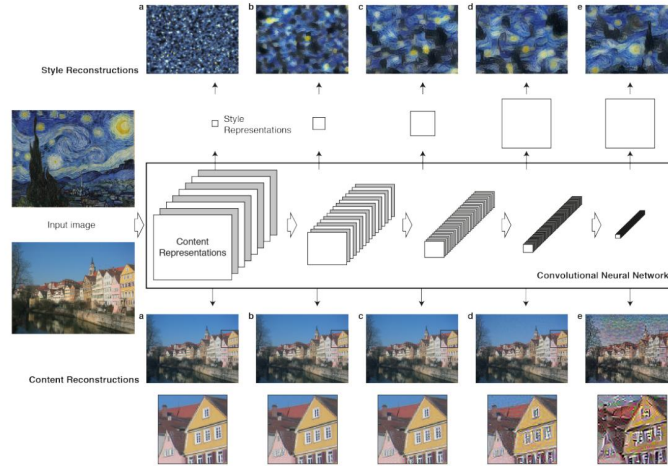 a b c d e
Style Reconstructions
Style
Representations
Input image
Content
Representations
Convolutional Neural Network
a b c d e
Content Reconstructions